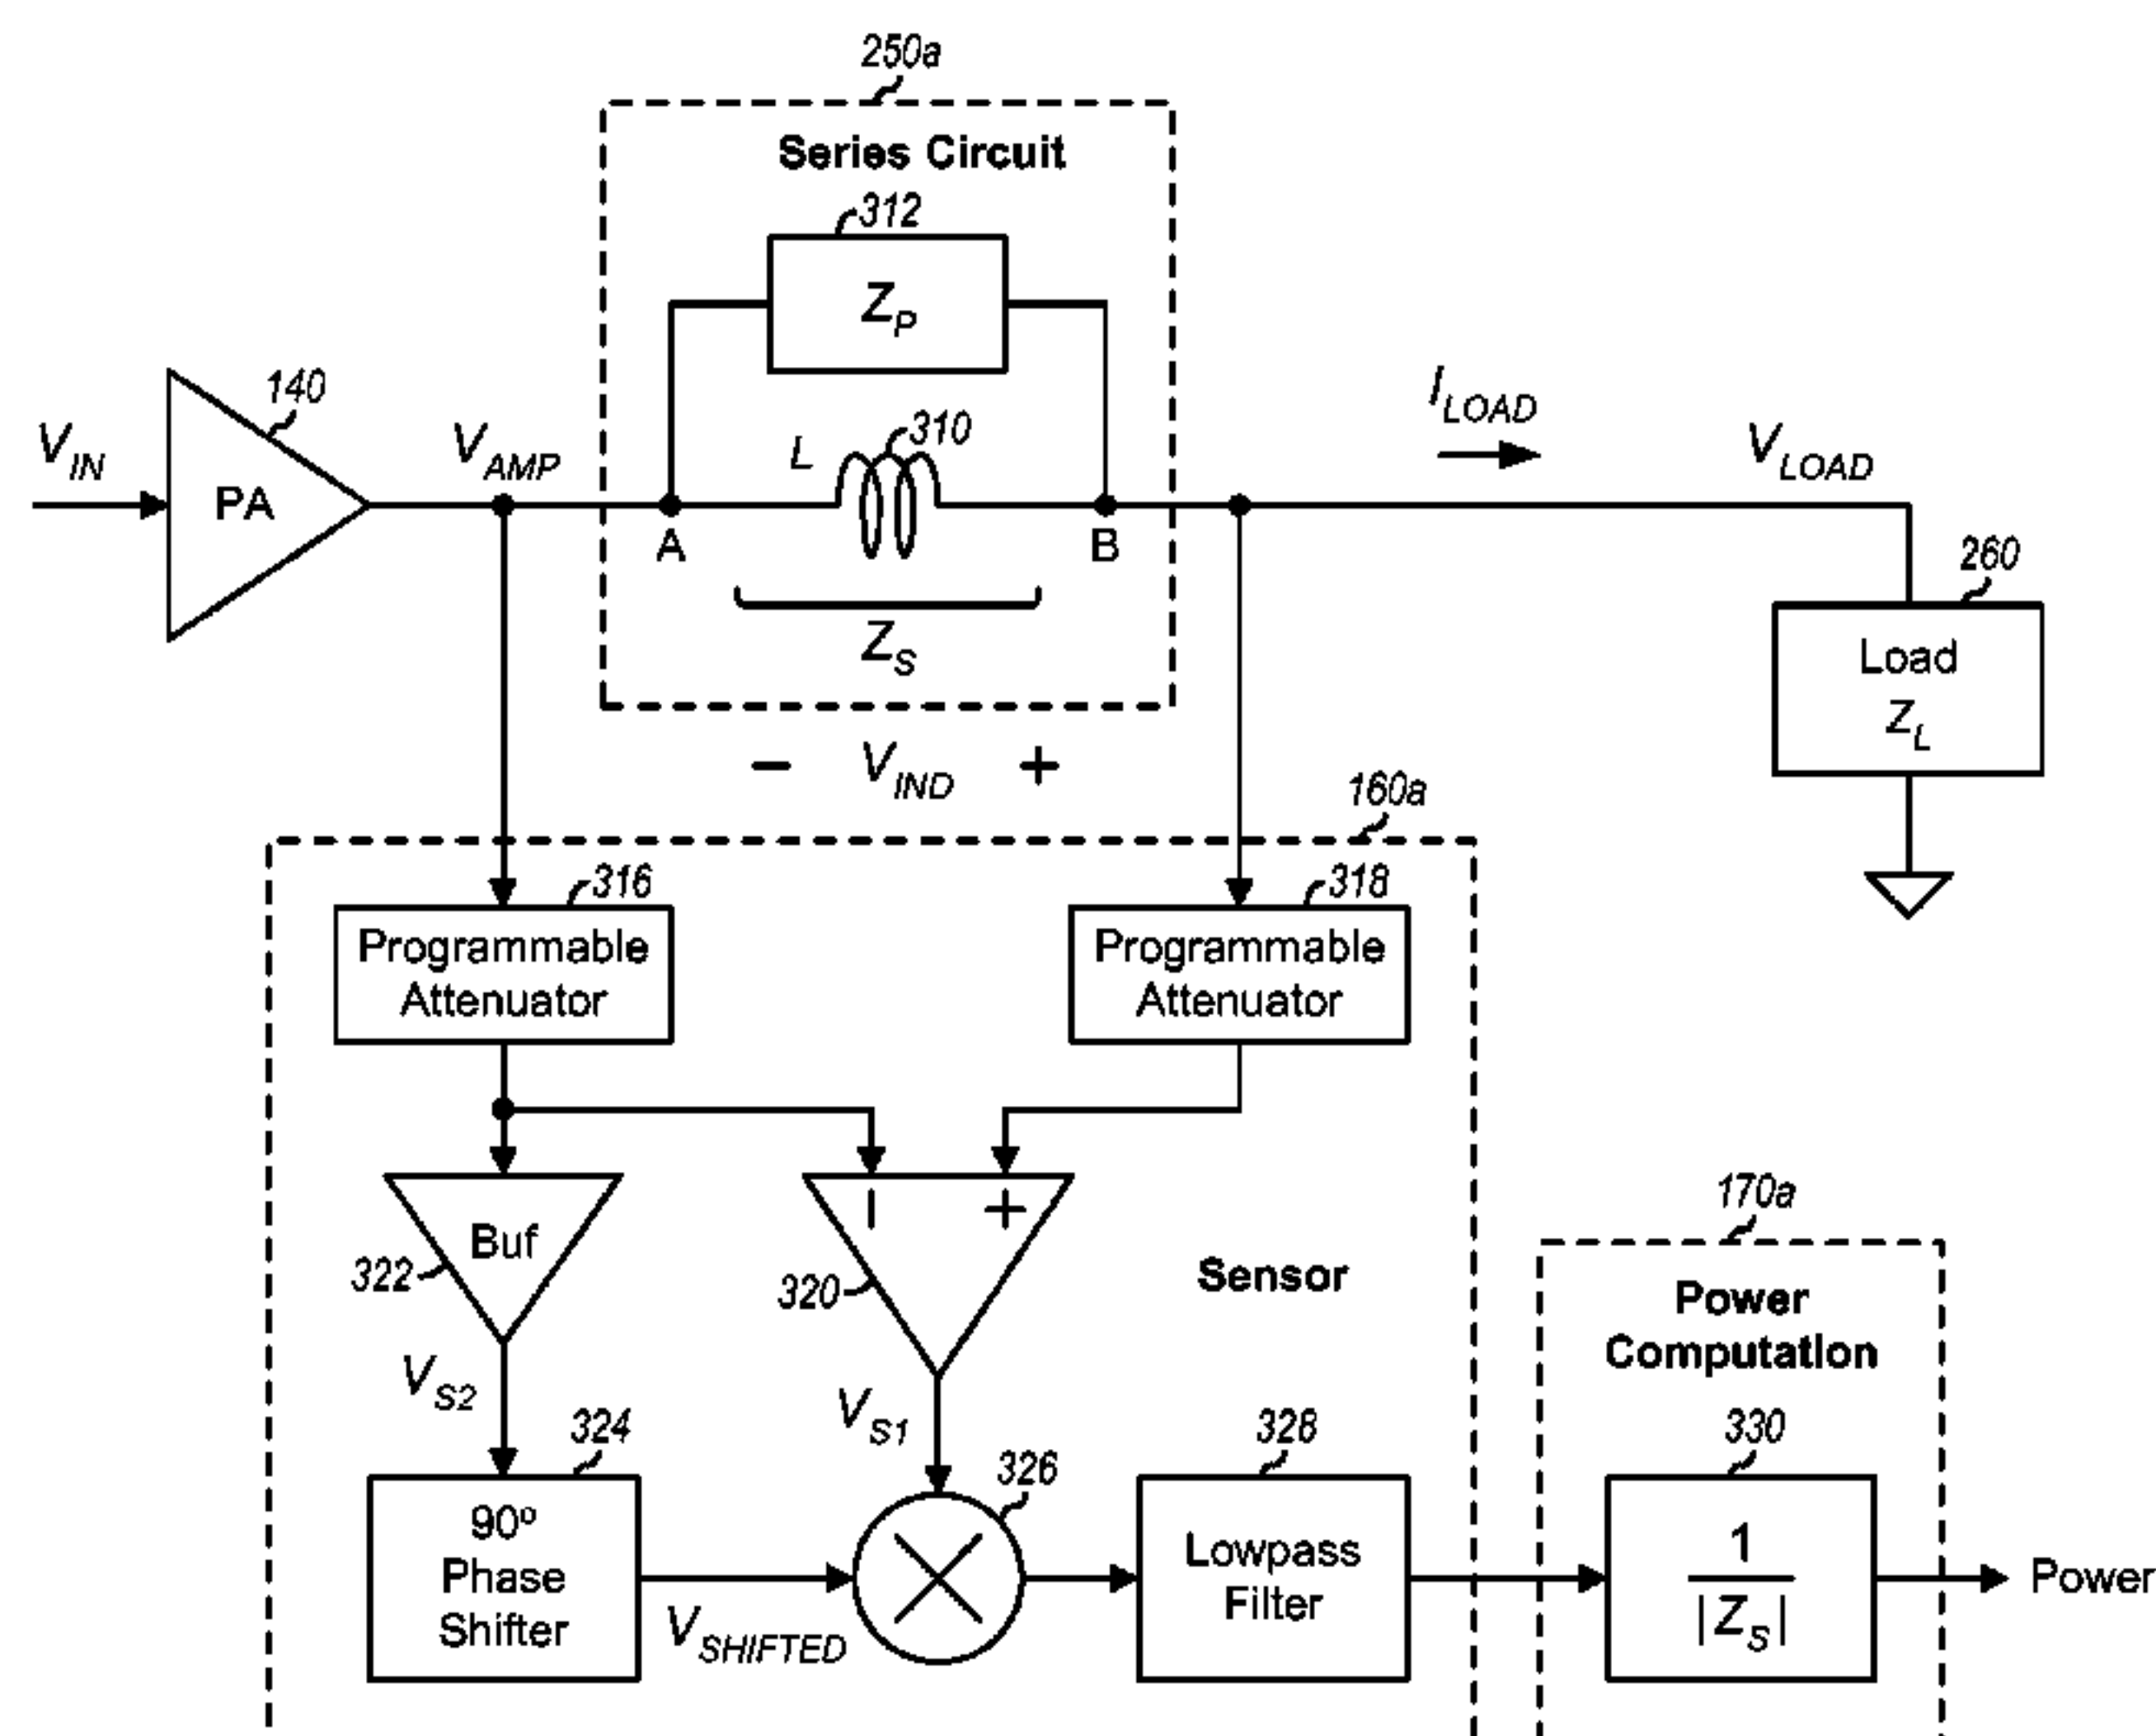 250a
Series Circuit
312
Z_P
140
V_IN
PA
V_AMP
L
310
A
B
Z_S
I_LOAD
V_LOAD
260
Load
Z_L
− V_IND +
160a
316
Programmable
Attenuator
318
Programmable
Attenuator
Buf
322
− +
320
Sensor
170a
Power
Computation
V_S2
V_S1
324
90°
Phase
Shifter
V_SHIFTED
326
328
Lowpass
Filter
330
1
|Z_S|
Power